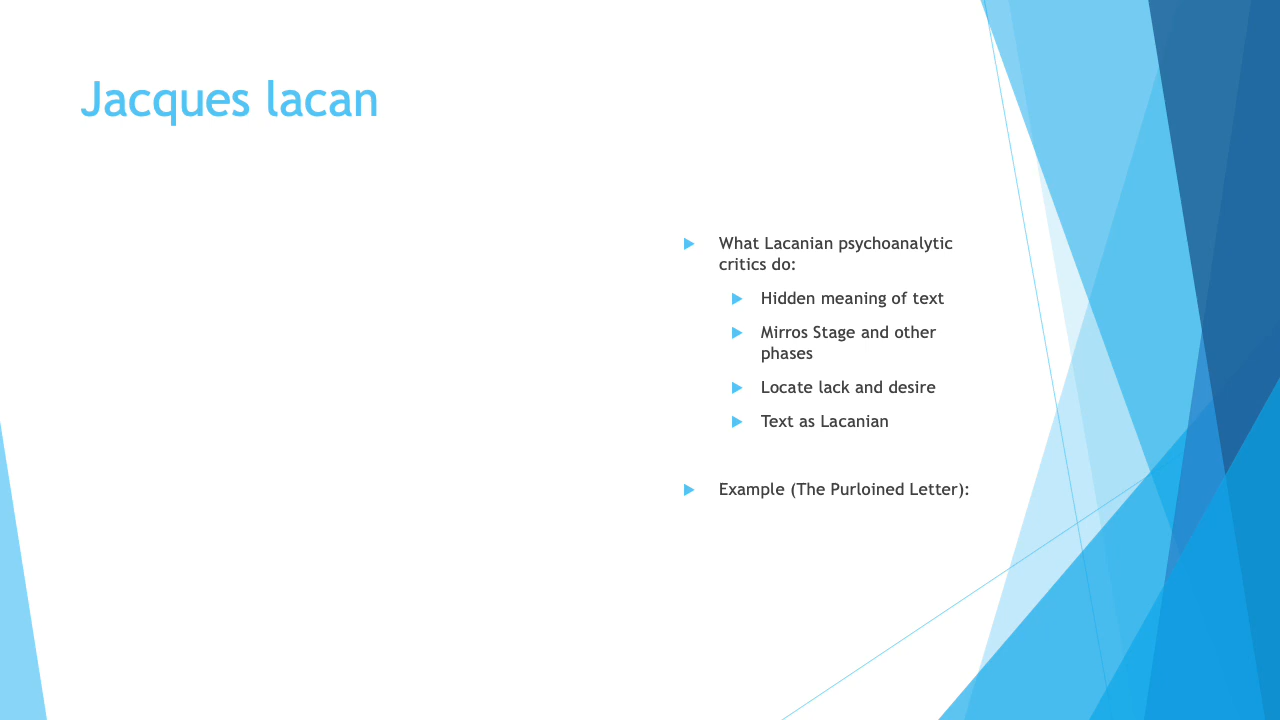 Jacques lacan
What Lacanian psychoanalytic
critics do:
Hidden meaning of text
Mirros Stage and other
phases
Locate lack and desire
Text as Lacanian
Example (The Purloined Letter):